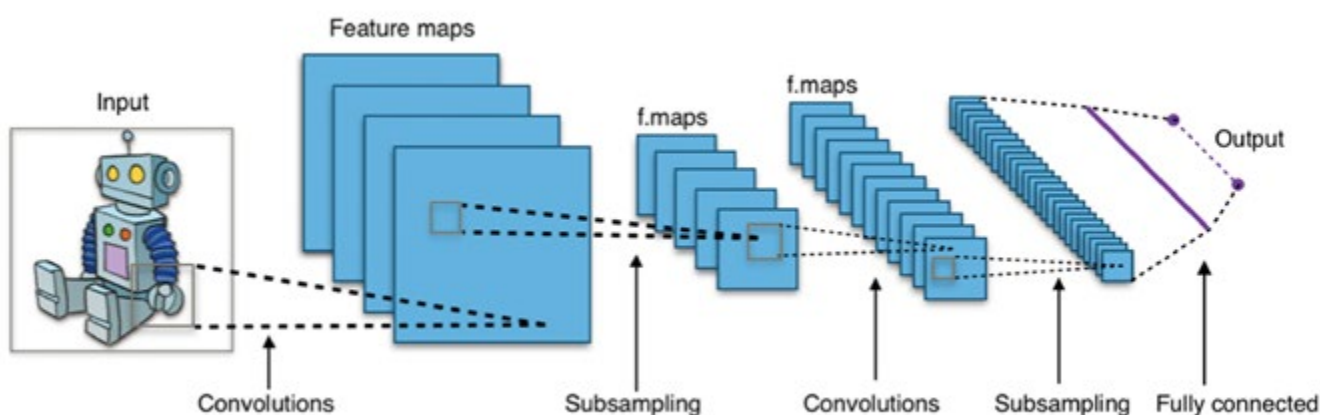 Feature maps
Input
f.maps
f.maps
Output
Convolutions
Subsampling
Convolutions
Subsampling
Fully connected